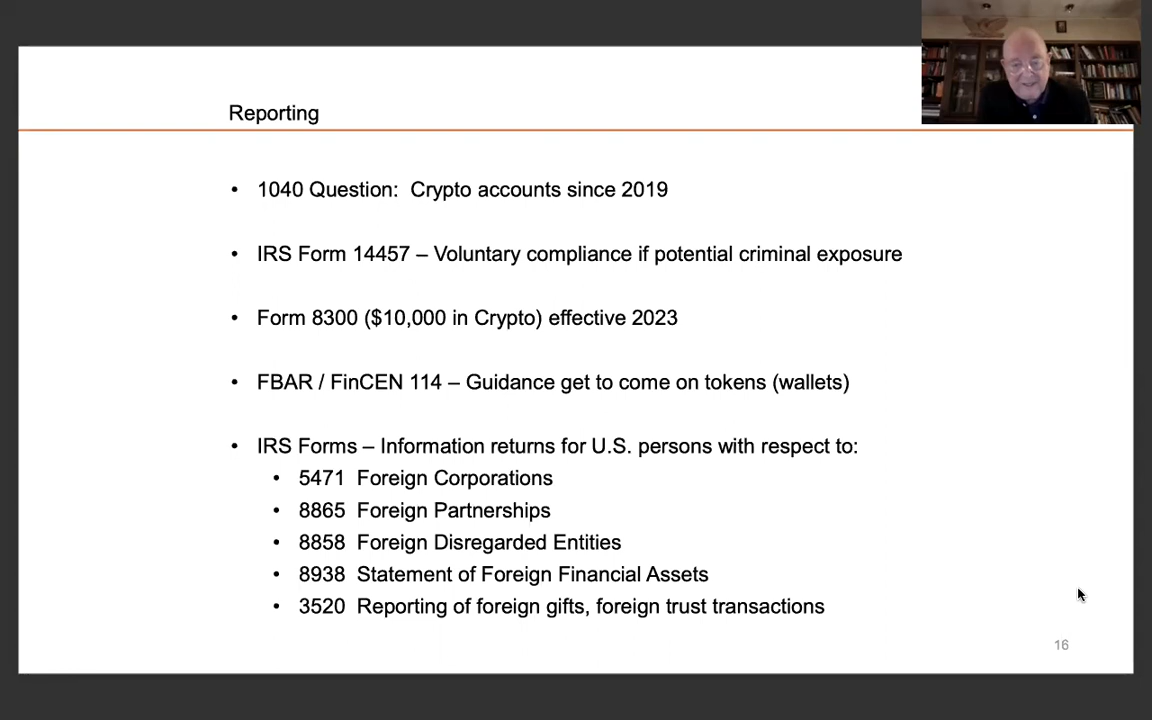 Reporting
• 1040 Question:  Crypto accounts since 2019
• IRS Form 14457 – Voluntary compliance if potential criminal exposure
• Form 8300 ($10,000 in Crypto) effective 2023
• FBAR / FinCEN 114 – Guidance get to come on tokens (wallets)
• IRS Forms – Information returns for U.S. persons with respect to:
• 5471  Foreign Corporations
• 8865  Foreign Partnerships
• 8858  Foreign Disregarded Entities
• 8938  Statement of Foreign Financial Assets
• 3520  Reporting of foreign gifts, foreign trust transactions
16